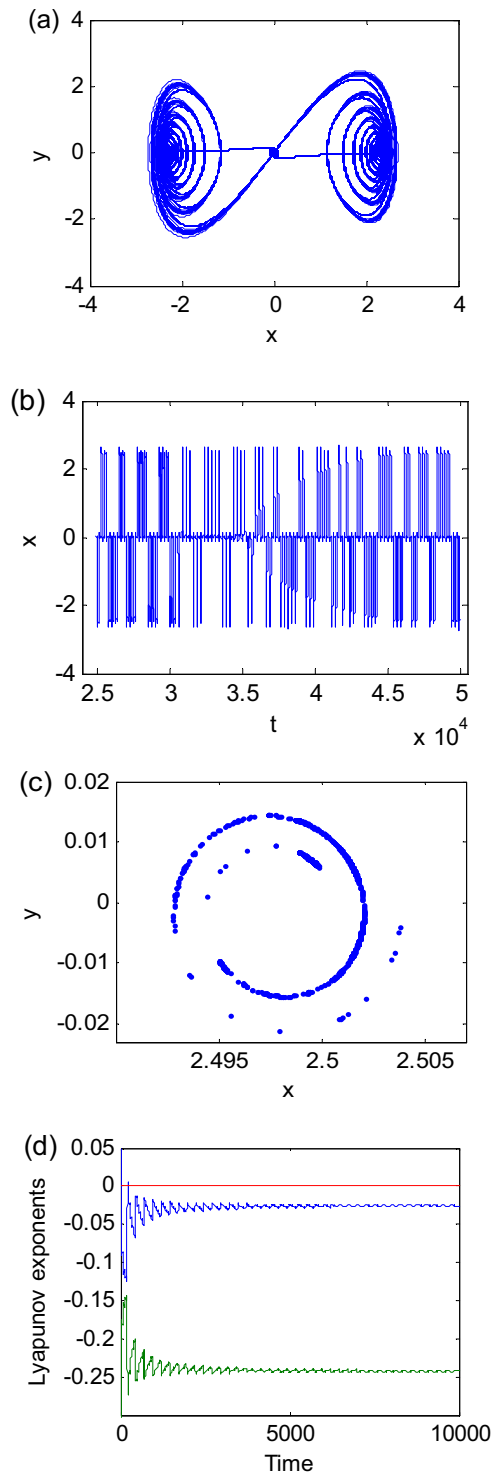 (a)
4
2
0
-2
-4
y
-4 -2 0 2 4
x
(b)
4
2
0
-2
-4
x
2.5 3 3.5 4 4.5 5
t
x 10^4
(c)
0.02
0.01
0
-0.01
-0.02
y
2.495 2.5 2.505
x
(d)
0.05
0
-0.05
-0.1
-0.15
-0.2
-0.25
Lyapunov exponents
0 5000 10000
Time